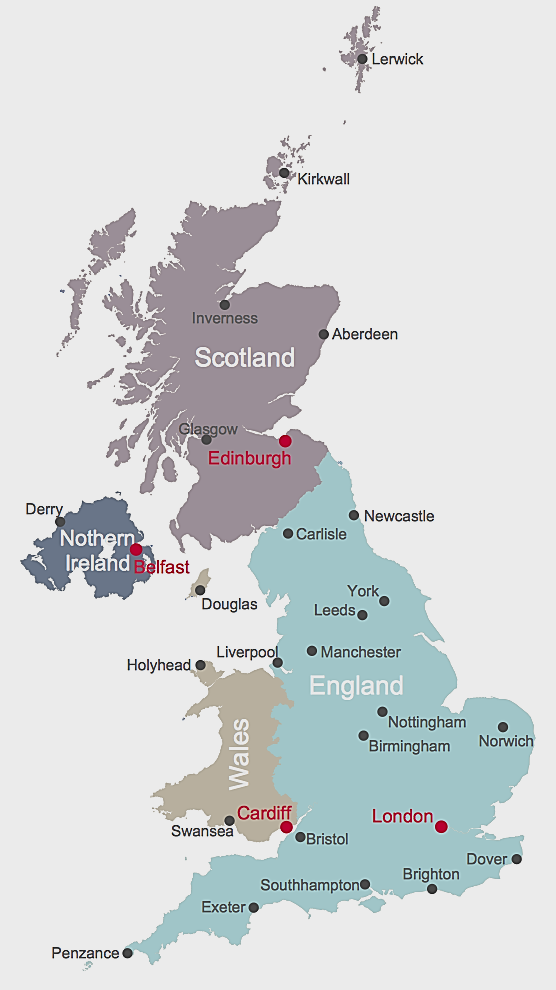 Lerwick
Kirkwall
Inverness
Aberdeen
Scotland
Glasgow
Edinburgh
Derry
Newcastle
Nothern
Ireland
Carlisle
Belfast
York
Douglas
Leeds
Liverpool
Manchester
Holyhead
England
Nottingham
Wales
Birmingham
Norwich
Cardiff
London
Swansea
Bristol
Dover
Brighton
Southhampton
Exeter
Penzance